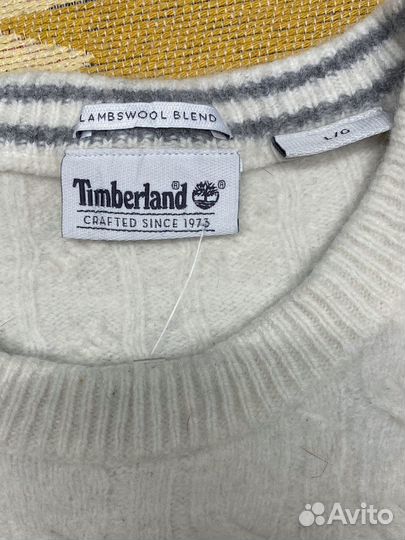 LAMBSWOOL BLEND
L/G
Timberland®
®
CRAFTED SINCE 1973
Avito